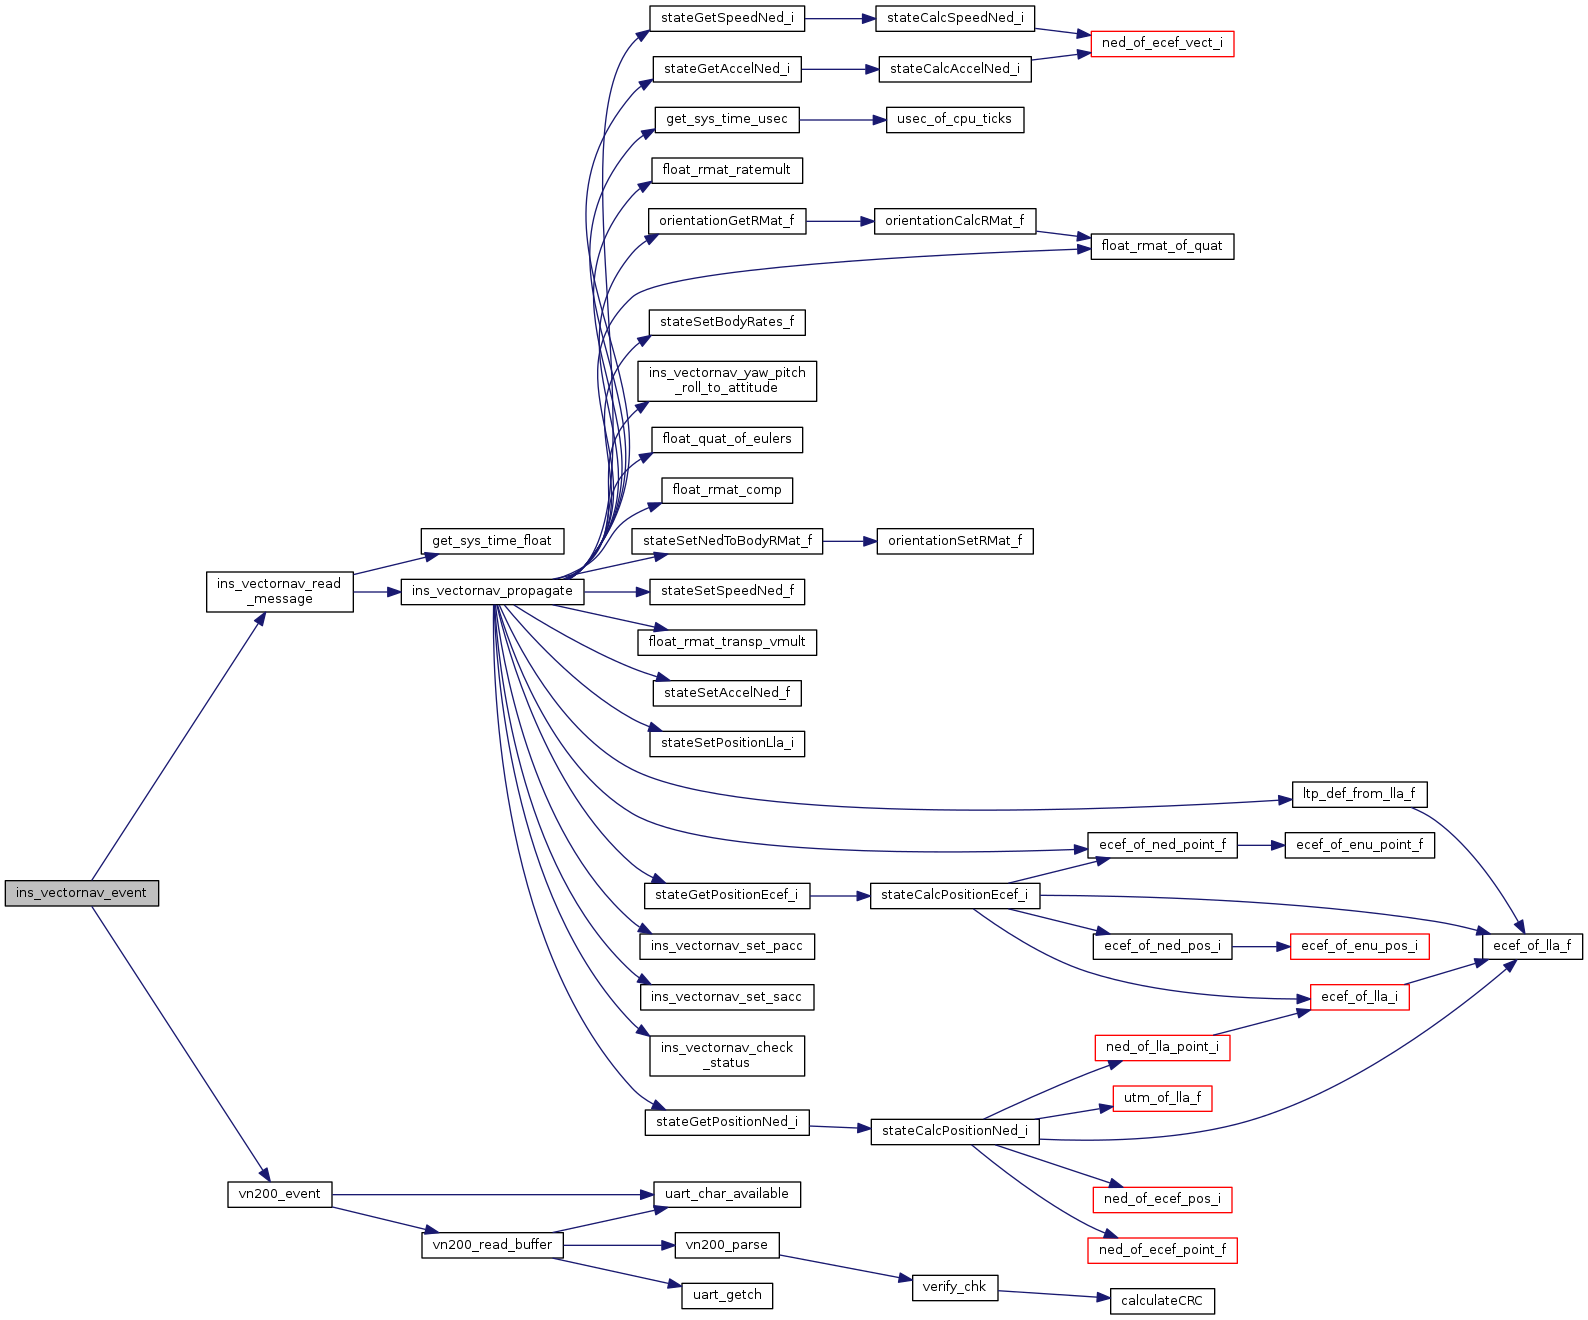 stateGetSpeedNed_i
stateCalcSpeedNed_i
ned_of_ecef_vect_i
stateGetAccelNed_i
stateCalcAccelNed_i
get_sys_time_usec
usec_of_cpu_ticks
float_rmat_ratemult
orientationGetRMat_f
orientationCalcRMat_f
float_rmat_of_quat
stateSetBodyRates_f
ins_vectornav_yaw_pitch
_roll_to_attitude
float_quat_of_eulers
float_rmat_comp
get_sys_time_float
stateSetNedToBodyRMat_f
orientationSetRMat_f
ins_vectornav_read
_message
ins_vectornav_propagate
stateSetSpeedNed_f
float_rmat_transp_vmult
stateSetAccelNed_f
stateSetPositionLla_i
ltp_def_from_lla_f
ecef_of_ned_point_f
ecef_of_enu_point_f
ins_vectornav_event
stateGetPositionEcef_i
stateCalcPositionEcef_i
ins_vectornav_set_pacc
ecef_of_ned_pos_i
ecef_of_enu_pos_i
ecef_of_lla_f
ins_vectornav_set_sacc
ecef_of_lla_i
ins_vectornav_check
_status
ned_of_lla_point_i
utm_of_lla_f
stateGetPositionNed_i
stateCalcPositionNed_i
vn200_event
uart_char_available
ned_of_ecef_pos_i
vn200_read_buffer
vn200_parse
ned_of_ecef_point_f
uart_getch
verify_chk
calculateCRC